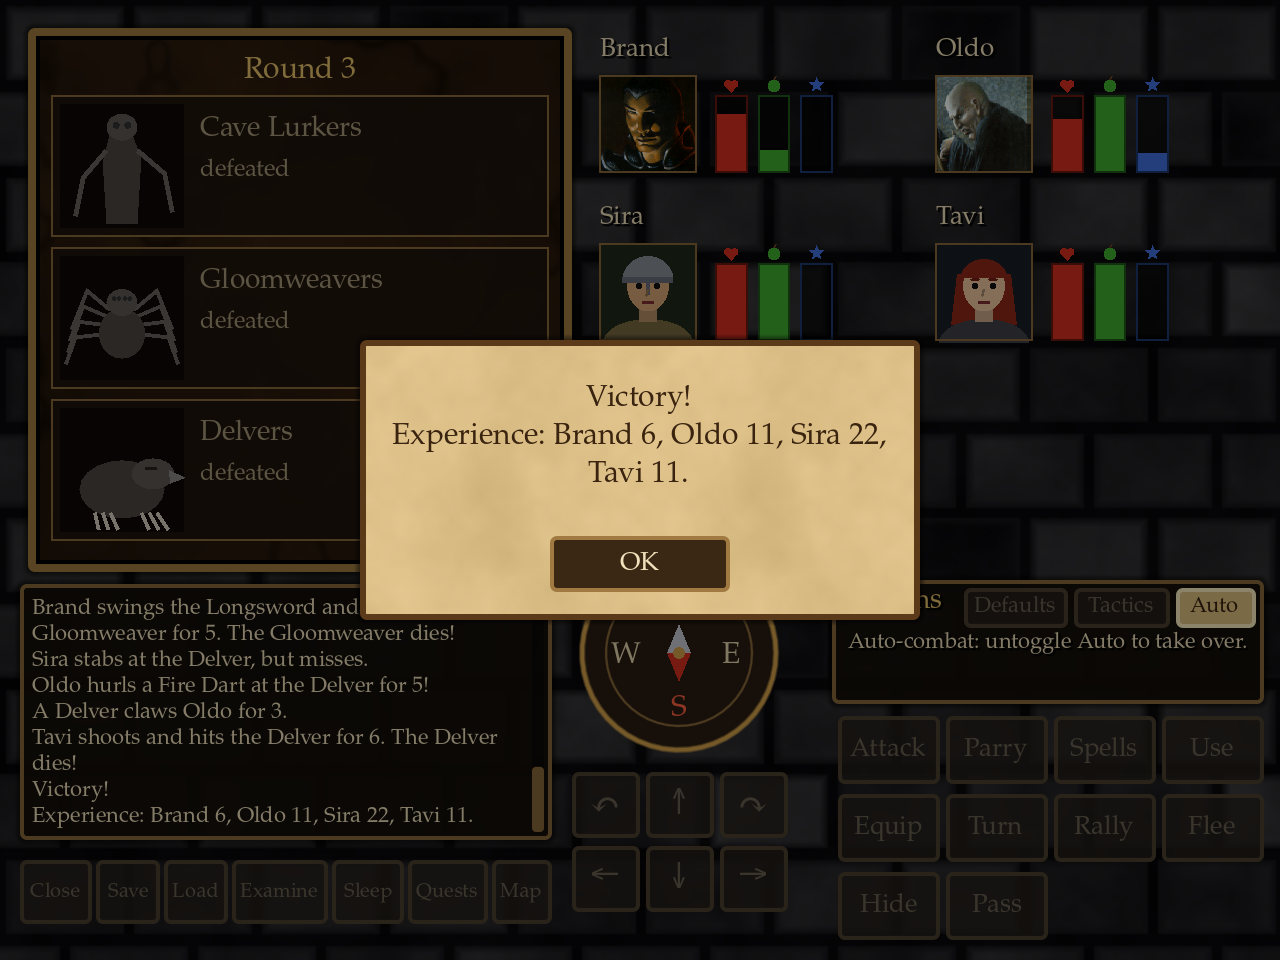 Round 3
Cave Lurkers
defeated
Gloomweavers
defeated
Delvers
defeated
Brand
Oldo
Sira
Tavi
Victory!
Experience: Brand 6, Oldo 11, Sira 22,
Tavi 11.
OK
Brand swings the Longsword and
Gloomweaver for 5. The Gloomweaver dies!
Sira stabs at the Delver, but misses.
Oldo hurls a Fire Dart at the Delver for 5!
A Delver claws Oldo for 3.
Tavi shoots and hits the Delver for 6. The Delver
dies!
Victory!
Experience: Brand 6, Oldo 11, Sira 22, Tavi 11.
W E
S
Defaults Tactics Auto
Auto-combat: untoggle Auto to take over.
Attack Parry Spells Use
Equip Turn Rally Flee
Hide Pass
Close Save Load Examine Sleep Quests Map